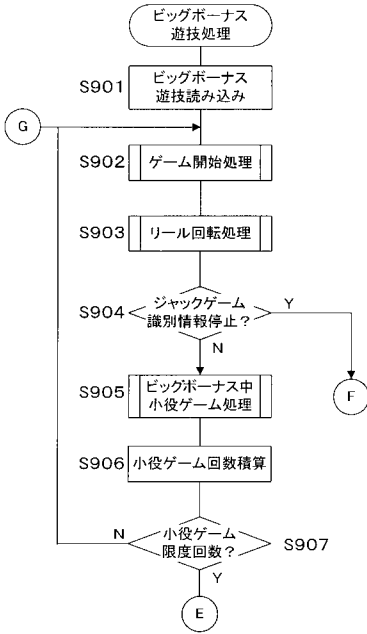 ビッグボーナス
遊技処理
S901
ビッグボーナス
遊技読み込み
G
S902
ゲーム開始処理
S903
リール回転処理
S904
ジャックゲーム
識別情報停止?
Y
N
F
S905
ビッグボーナス中
小役ゲーム処理
S906
小役ゲーム回数積算
N
小役ゲーム
限度回数?
S907
Y
E